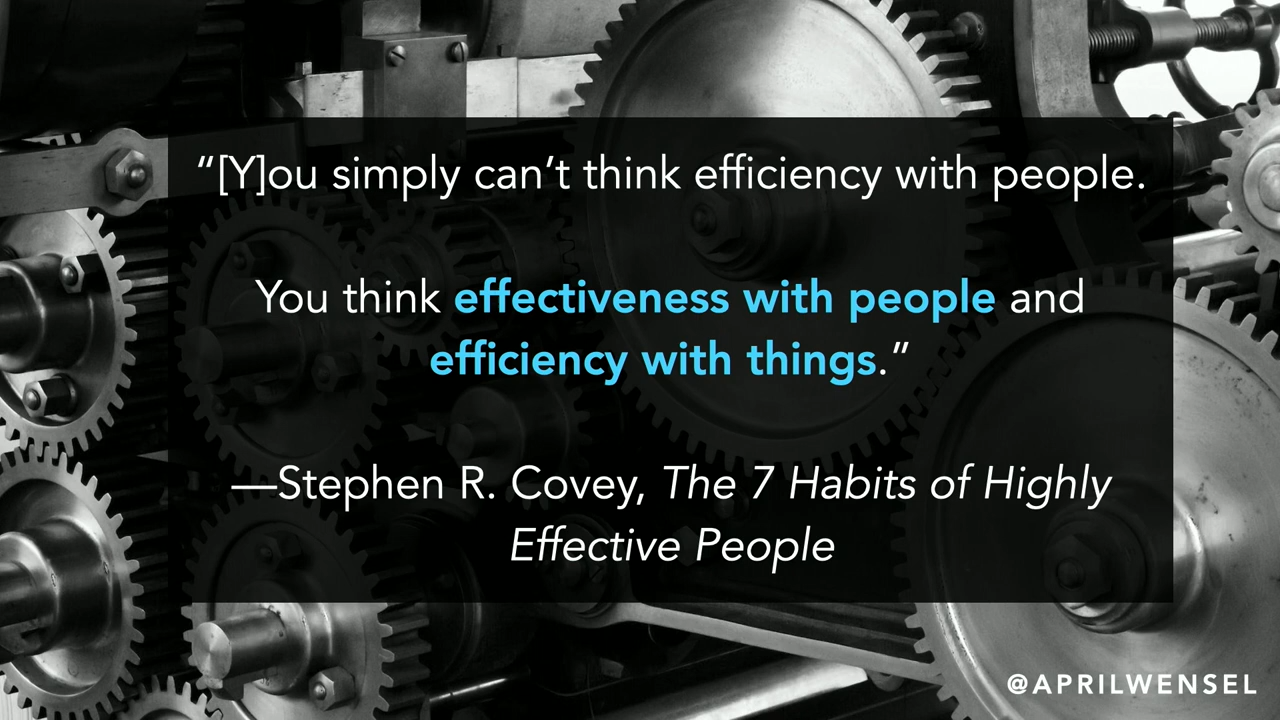 “[Y]ou simply can’t think efficiency with people.
You think effectiveness with people and
efficiency with things.”
—Stephen R. Covey, The 7 Habits of Highly
Effective People
@APRILWENSEL